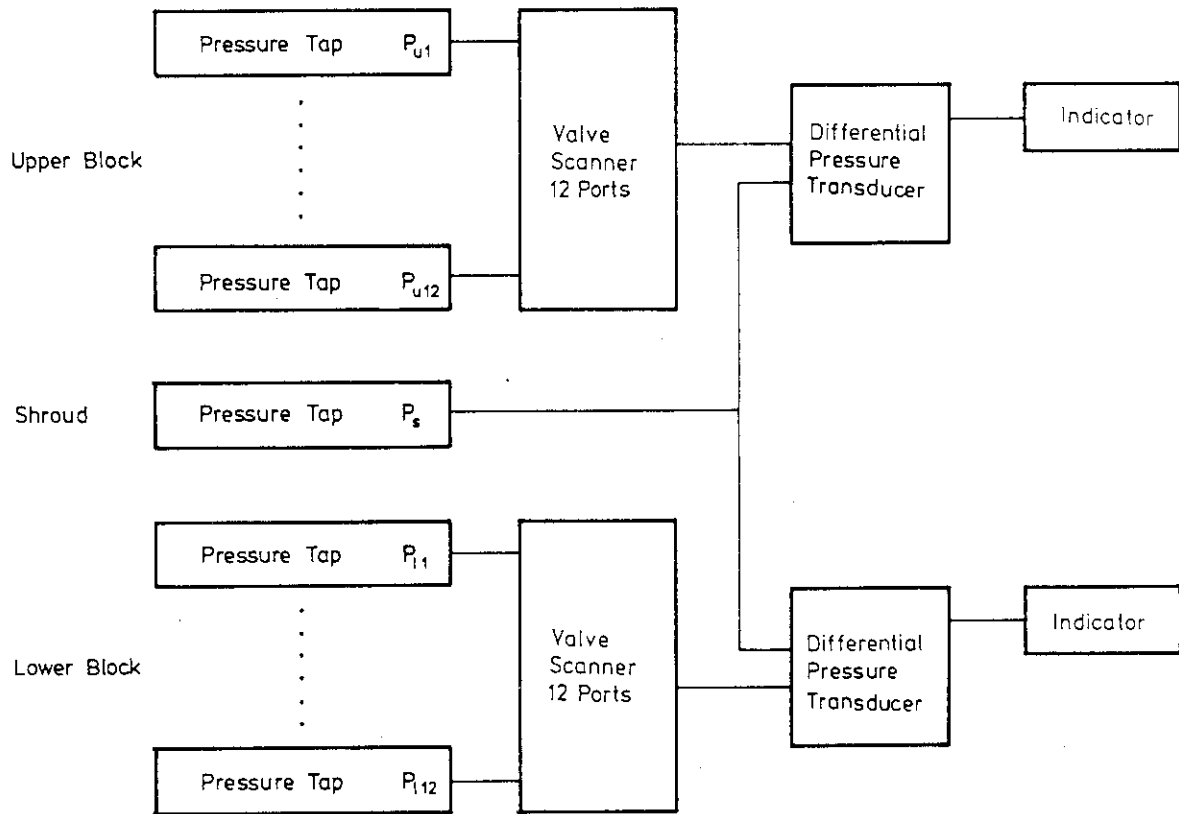 Pressure Tap P_u1
Upper Block
Pressure Tap P_u12
Valve
Scanner
12 Ports
Differential
Pressure
Transducer
Indicator
Shroud
Pressure Tap P_s
Pressure Tap P_l1
Lower Block
Pressure Tap P_l12
Valve
Scanner
12 Ports
Differential
Pressure
Transducer
Indicator